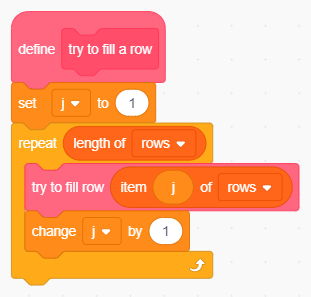 define try to fill a row
set j to 1
repeat length of rows
try to fill row item j of rows
change j by 1